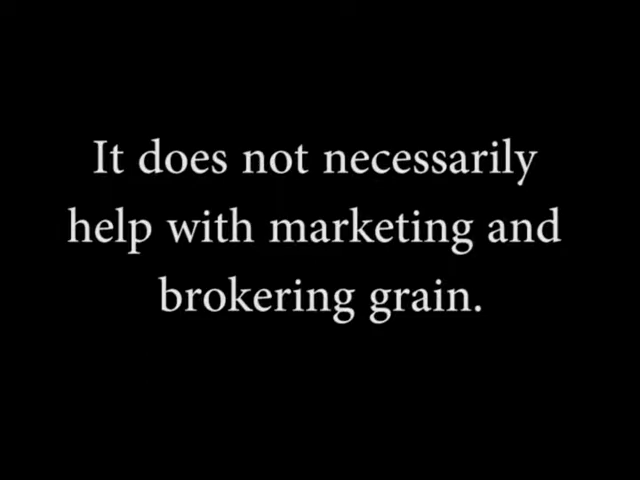 It does not necessarily
help with marketing and
brokering grain.